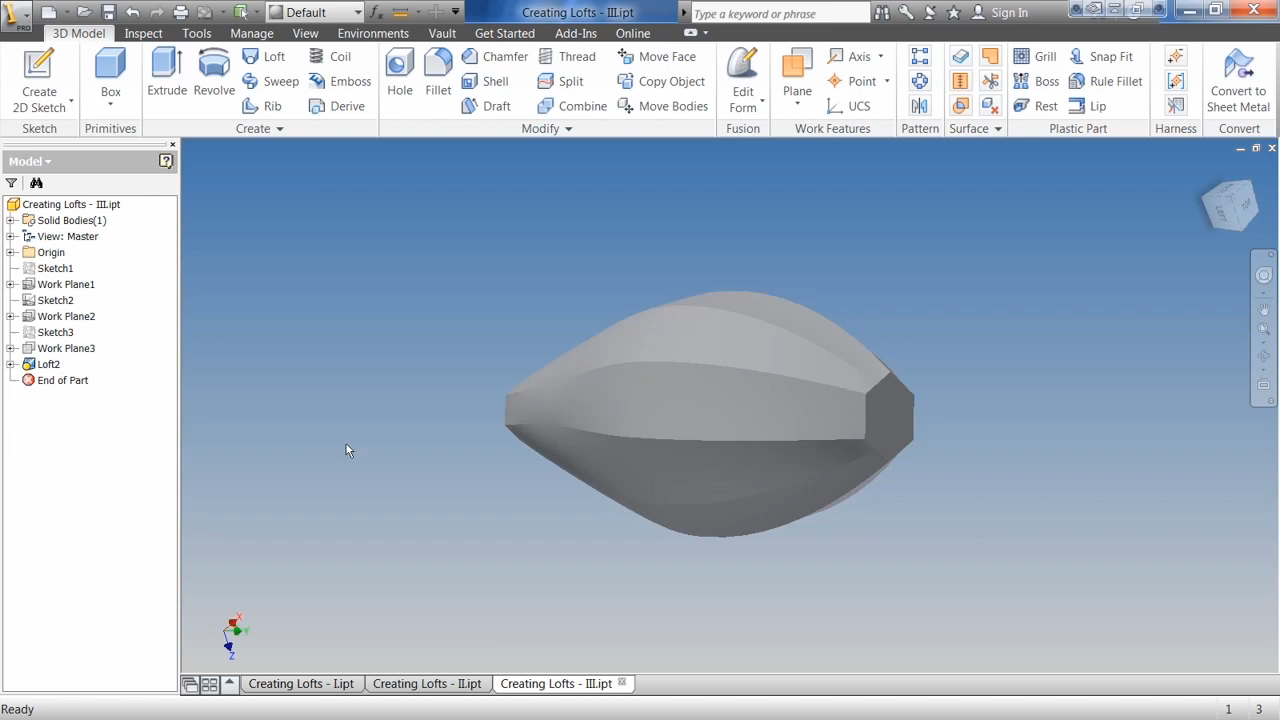 Default
Creating Lofts - III.ipt
Type a keyword or phrase
Sign In
PRO
3D Model
Inspect
Tools
Manage
View
Environments
Vault
Get Started
Add-Ins
Online
Create
2D Sketch
Box
Extrude
Revolve
Loft
Sweep
Rib
Coil
Emboss
Derive
Hole
Fillet
Chamfer
Shell
Draft
Thread
Split
Combine
Move Face
Copy Object
Move Bodies
Edit
Form
Plane
Axis
Point
UCS
Grill
Boss
Rest
Snap Fit
Rule Fillet
Lip
Convert to
Sheet Metal
Sketch
Primitives
Create
Modify
Fusion
Work Features
Pattern
Surface
Plastic Part
Harness
Convert
Model
Creating Lofts - III.ipt
Solid Bodies(1)
View: Master
Origin
Sketch1
Work Plane1
Sketch2
Work Plane2
Sketch3
Work Plane3
Loft2
End of Part
LEFT
TOP
X
Y
Z
Creating Lofts - I.ipt
Creating Lofts - II.ipt
Creating Lofts - III.ipt
Ready
1
3